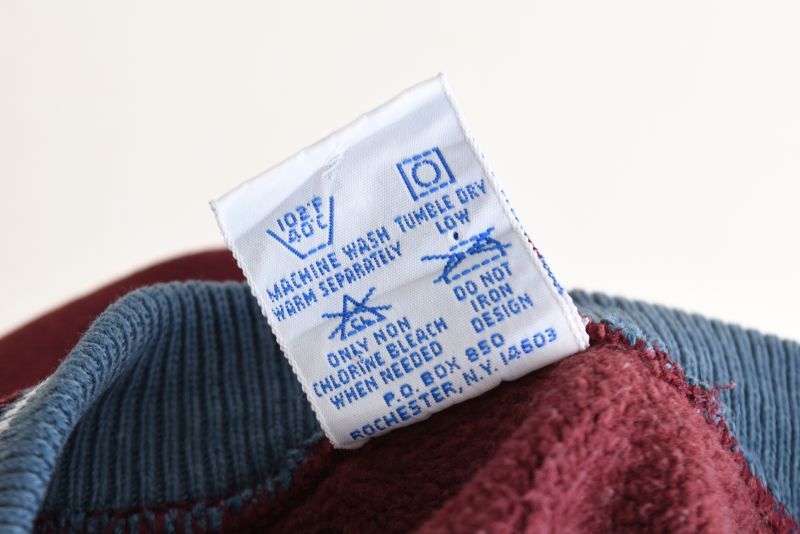 102°F
40°C
MACHINE WASH
WARM SEPARATELY
TUMBLE DRY
LOW
CL
ONLY NON
CHLORINE BLEACH
WHEN NEEDED
DO NOT
IRON
DESIGN
P.O. BOX 850
ROCHESTER, N.Y. 14603